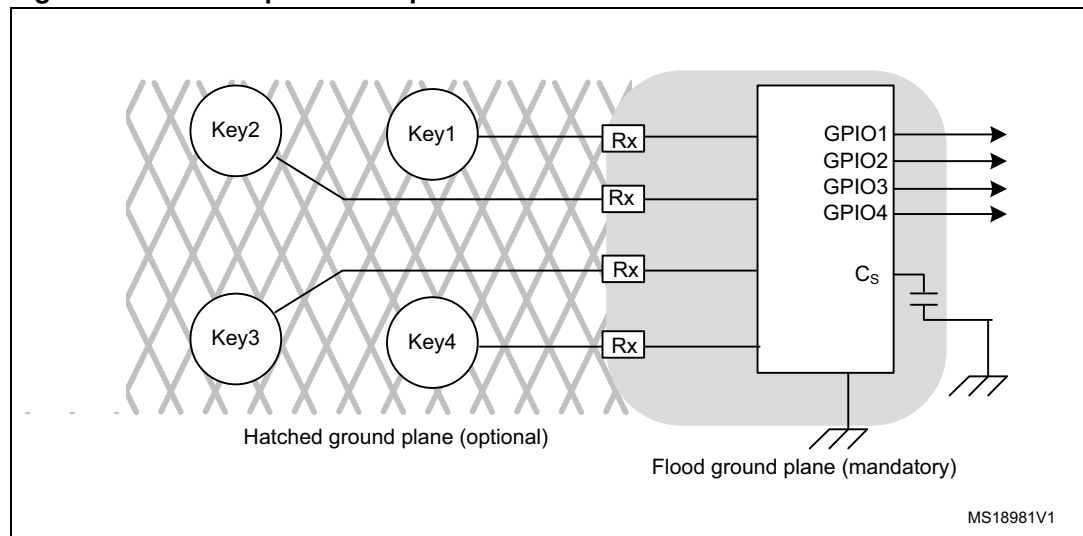 Key2
Key1
Rx
GPIO1
GPIO2
Rx
GPIO3
GPIO4
Rx
CS
Key3
Key4
Rx
Hatched ground plane (optional)
Flood ground plane (mandatory)
MS18981V1